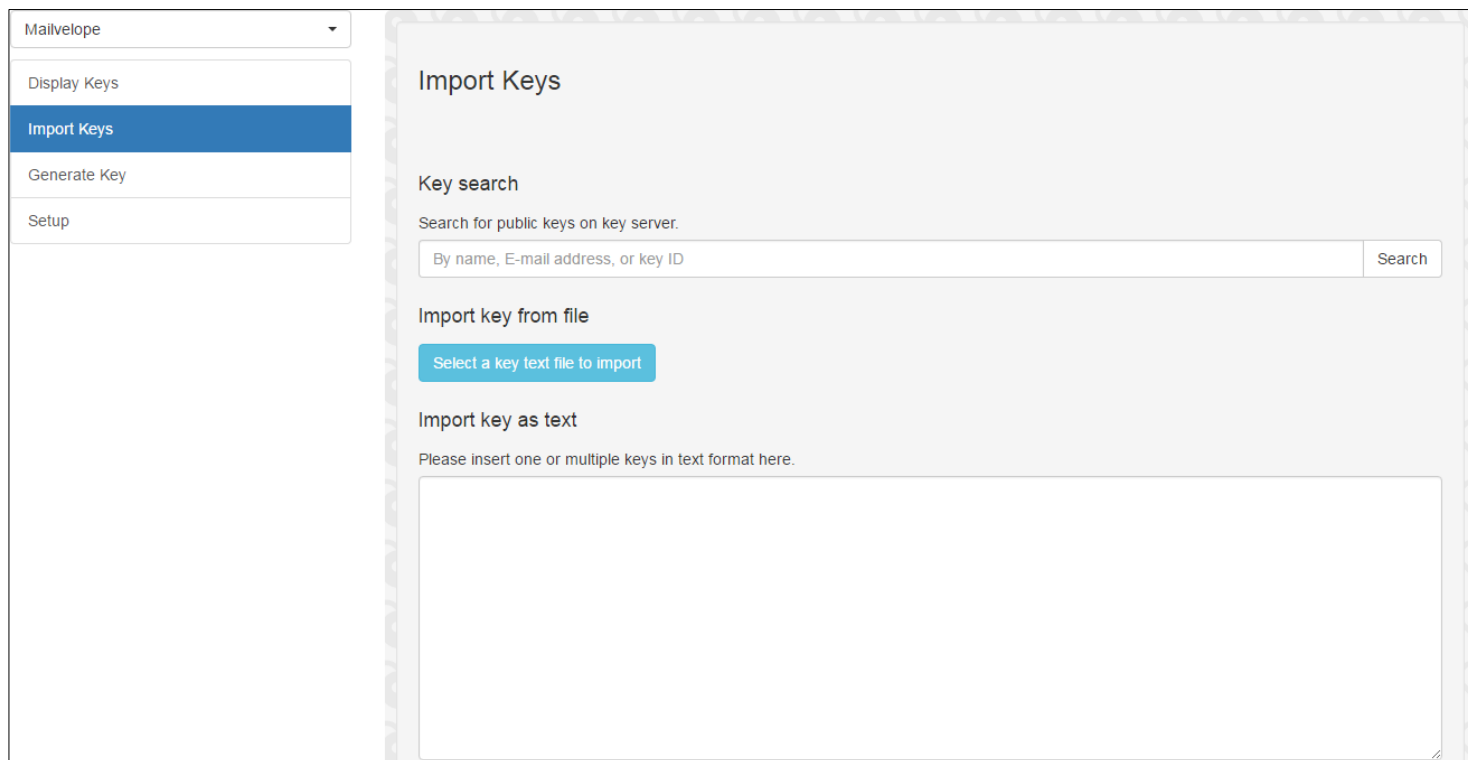 Mailvelope
Display Keys
Import Keys
Generate Key
Setup
Import Keys
Key search
Search for public keys on key server.
By name, E-mail address, or key ID
Search
Import key from file
Select a key text file to import
Import key as text
Please insert one or multiple keys in text format here.